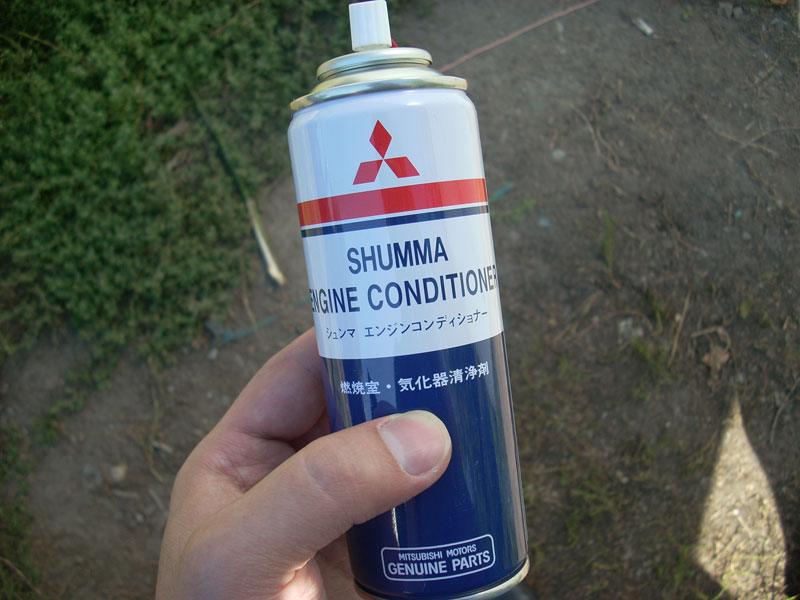 SHUMMA
ENGINE CONDITIONER
シュンマ エンジンコンディショナー
燃焼室・気化器清浄剤
MITSUBISHI MOTORS
GENUINE PARTS